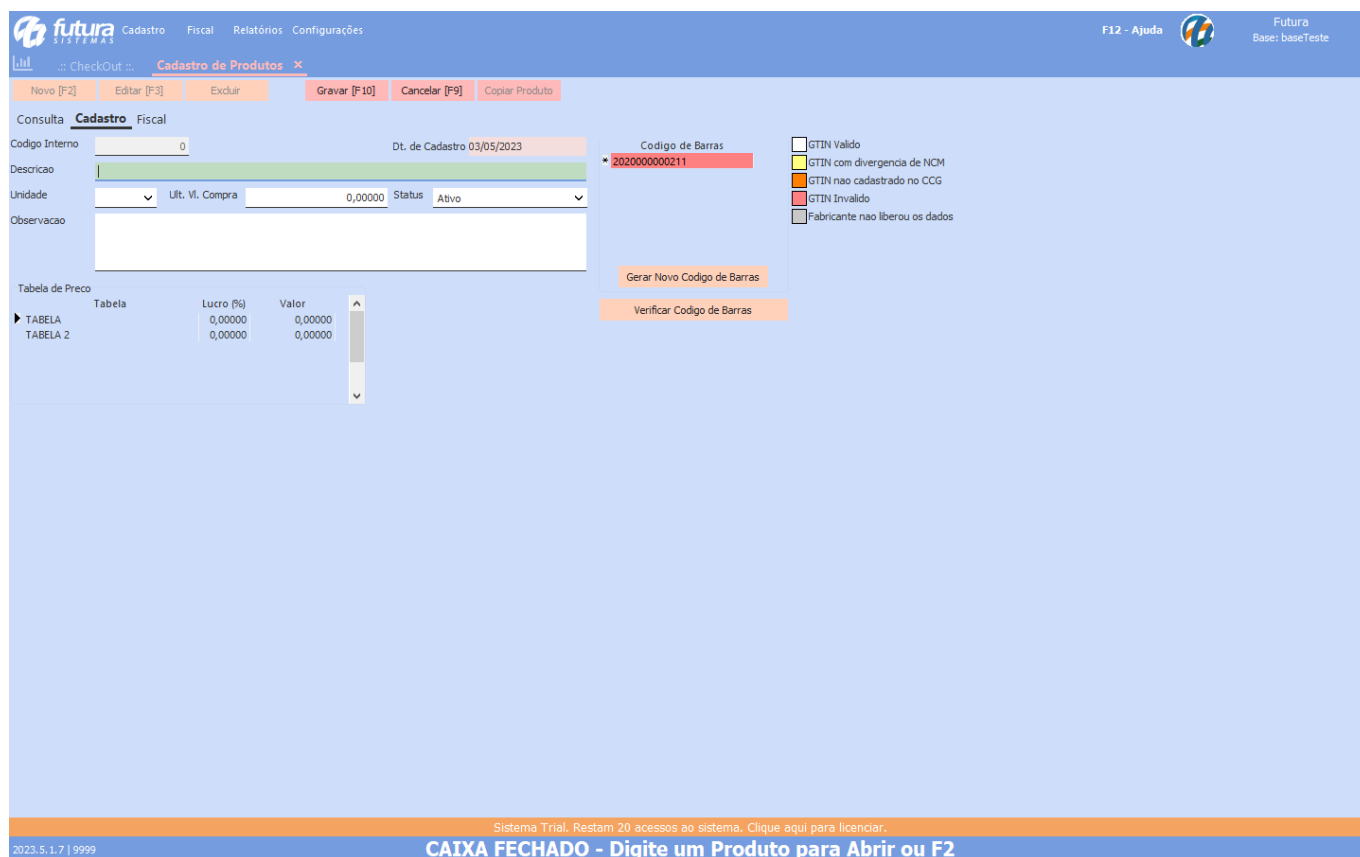 futura SISTEMAS Cadastro Fiscal Relatórios Configurações F12 - Ajuda Futura
Base: baseTeste
.:: CheckOut ::. Cadastro de Produtos ×
Novo [F2] Editar [F3] Excluir Gravar [F10] Cancelar [F9] Copiar Produto
Consulta Cadastro Fiscal
Codigo Interno 0 Dt. de Cadastro 03/05/2023
Descricao
Unidade Ult. Vl. Compra 0,00000 Status Ativo
Observacao
Codigo de Barras
* 2020000000211
Gerar Novo Codigo de Barras
Verificar Codigo de Barras
GTIN Valido
GTIN com divergencia de NCM
GTIN nao cadastrado no CCG
GTIN Invalido
Fabricante nao liberou os dados
Tabela de Preco
Tabela Lucro (%) Valor
TABELA 0,00000 0,00000
TABELA 2 0,00000 0,00000
Sistema Trial. Restam 20 acessos ao sistema. Clique aqui para licenciar.
2023.5.1.7 | 9999 CAIXA FECHADO - Digite um Produto para Abrir ou F2